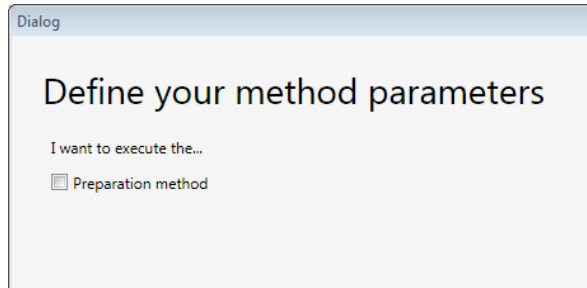 Dialog
Define your method parameters
I want to execute the...
Preparation method